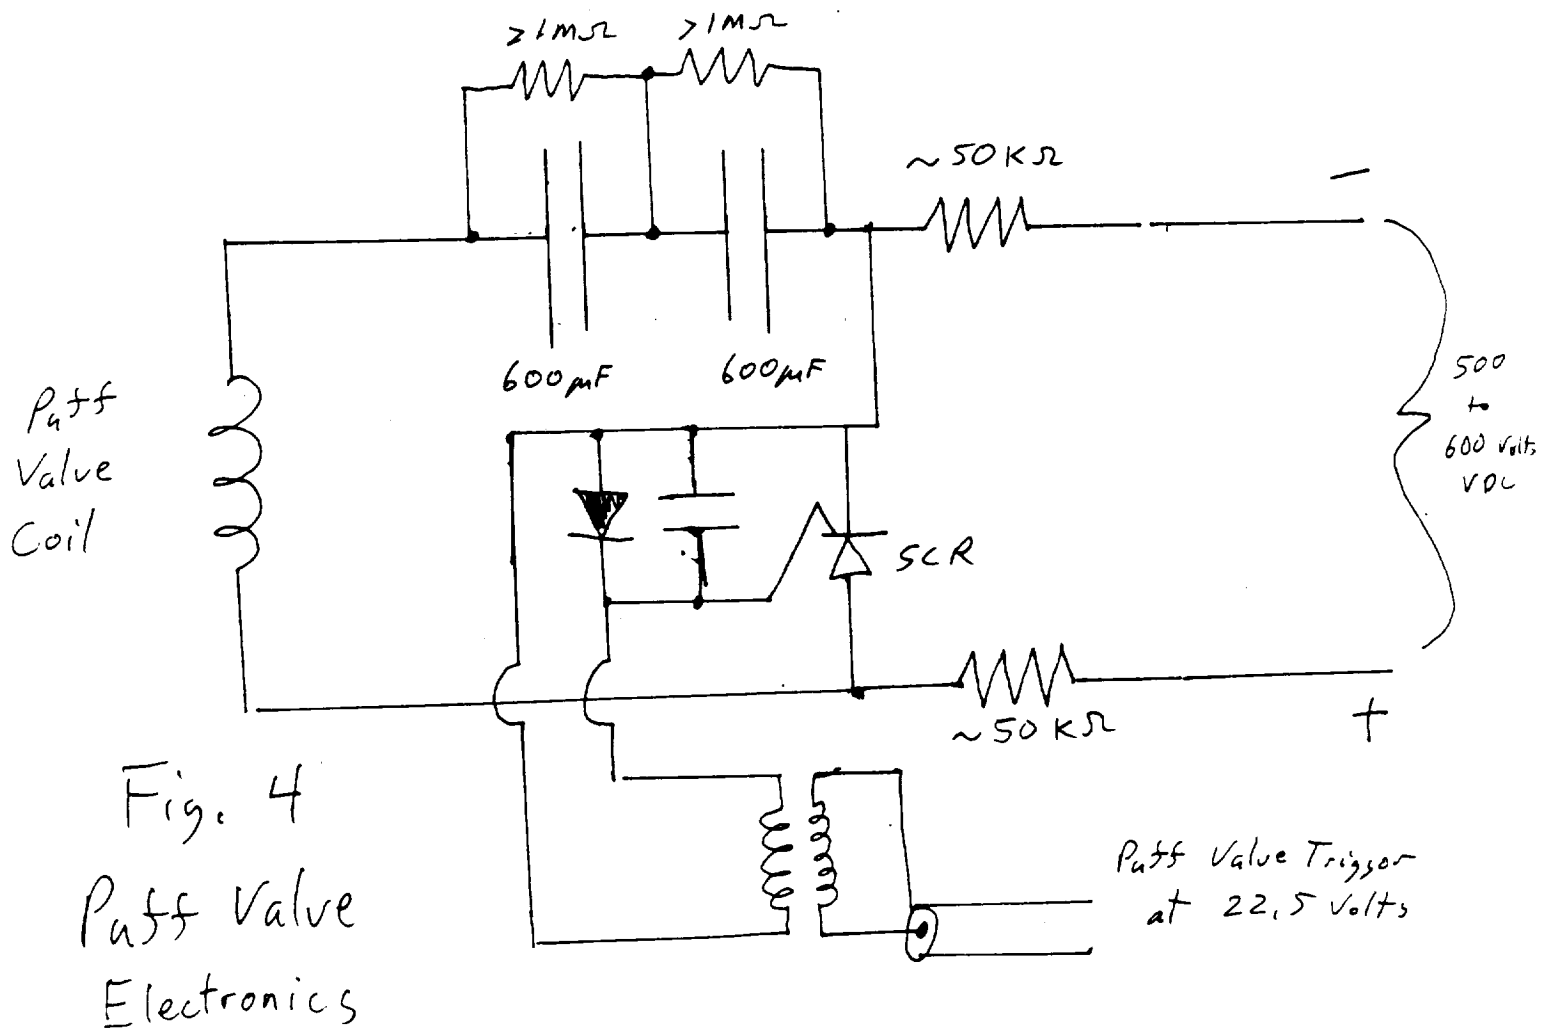 >1MΩ >1MΩ
~50KΩ
−
600µF 600µF
500
to
600 volts
VDC
Puff
Valve
Coil
SCR
+
~50KΩ
Fig. 4
Puff Valve
Electronics
Puff Valve Trigger
at 22.5 Volts